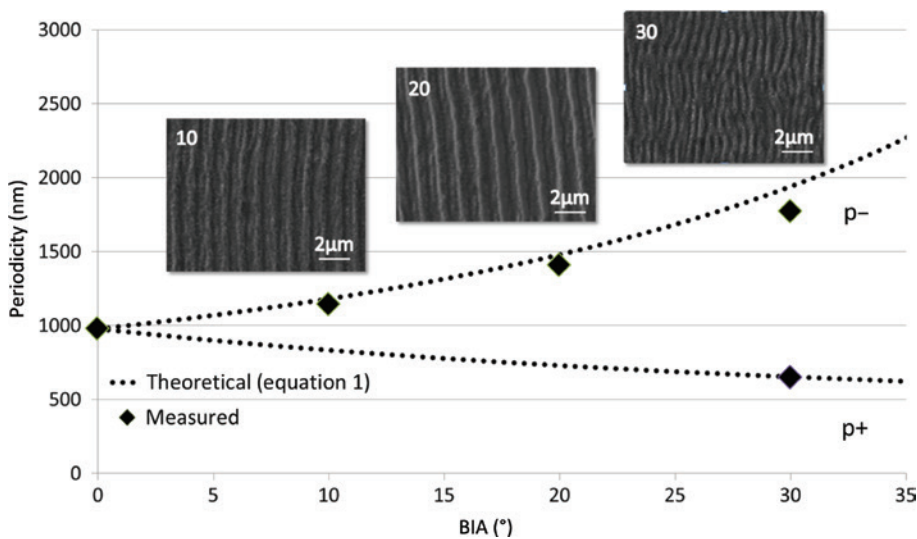 3000
2500
2000
1500
1000
500
0
Periodicity (nm)
10
2μm
20
2μm
30
2μm
p−
p+
Theoretical (equation 1)
Measured
0 5 10 15 20 25 30 35
BIA (°)